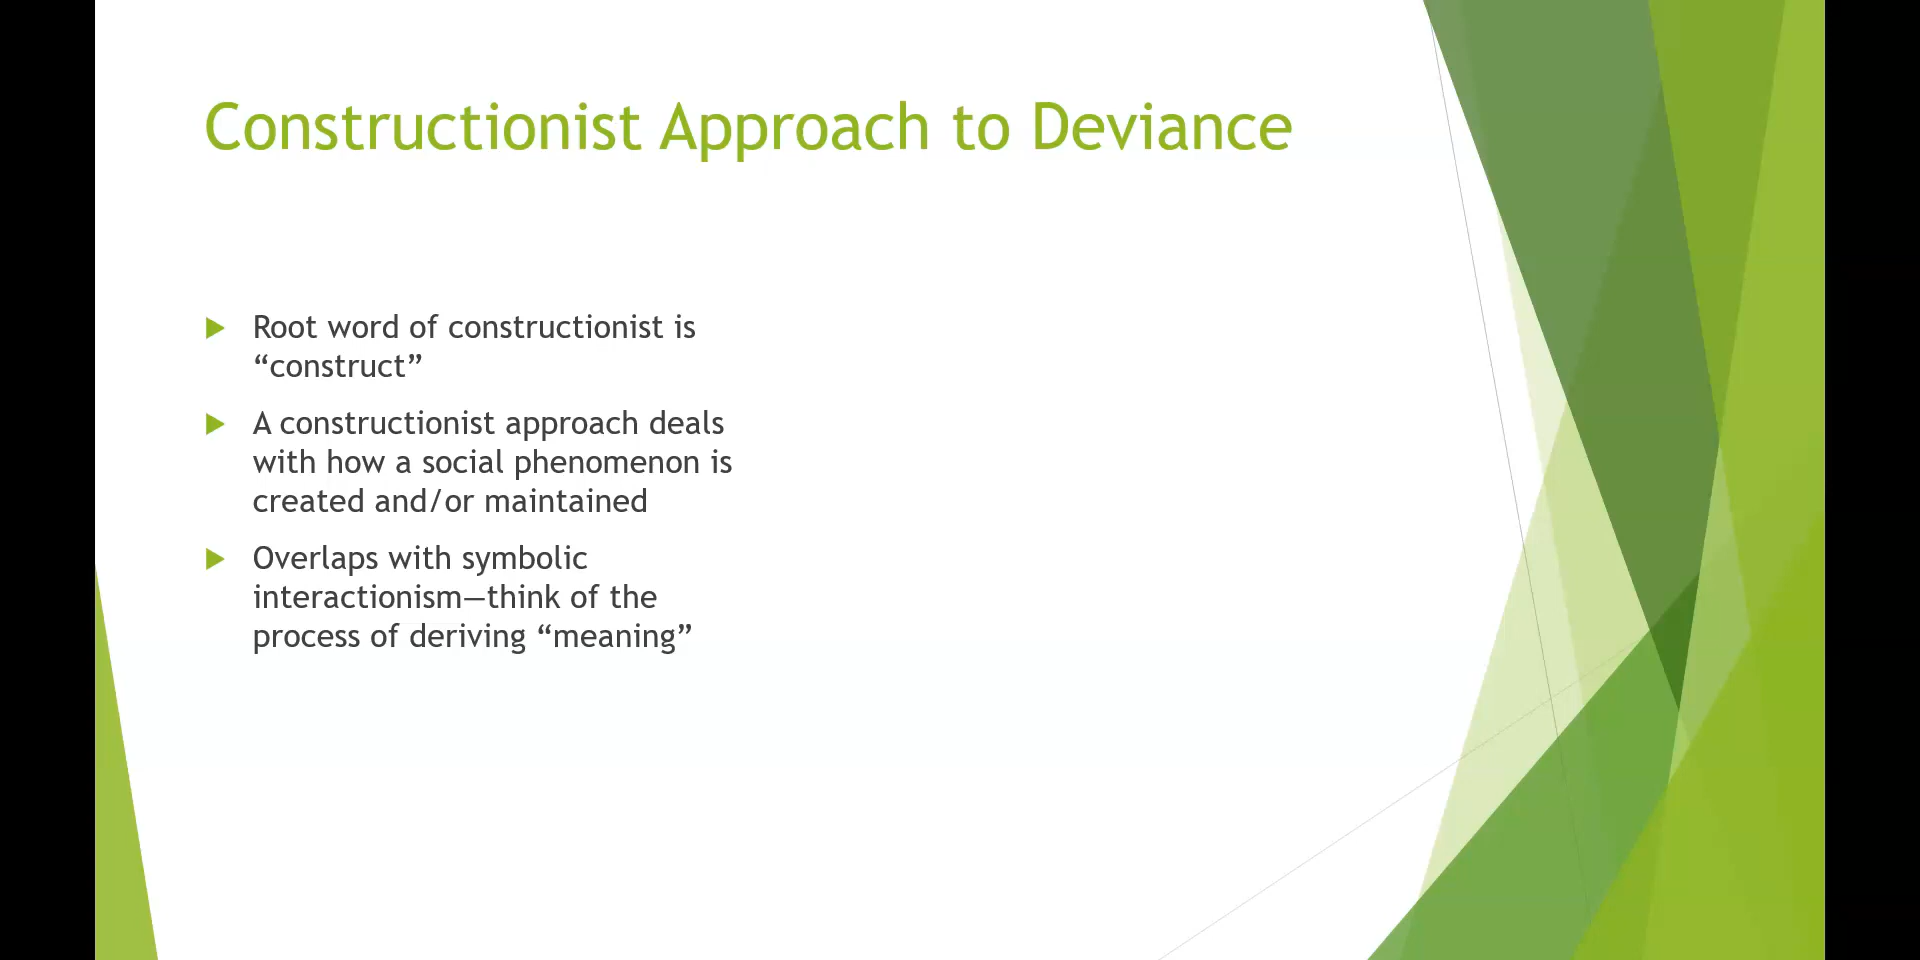 Constructionist Approach to Deviance
Root word of constructionist is
“construct”
A constructionist approach deals
with how a social phenomenon is
created and/or maintained
Overlaps with symbolic
interactionism—think of the
process of deriving “meaning”